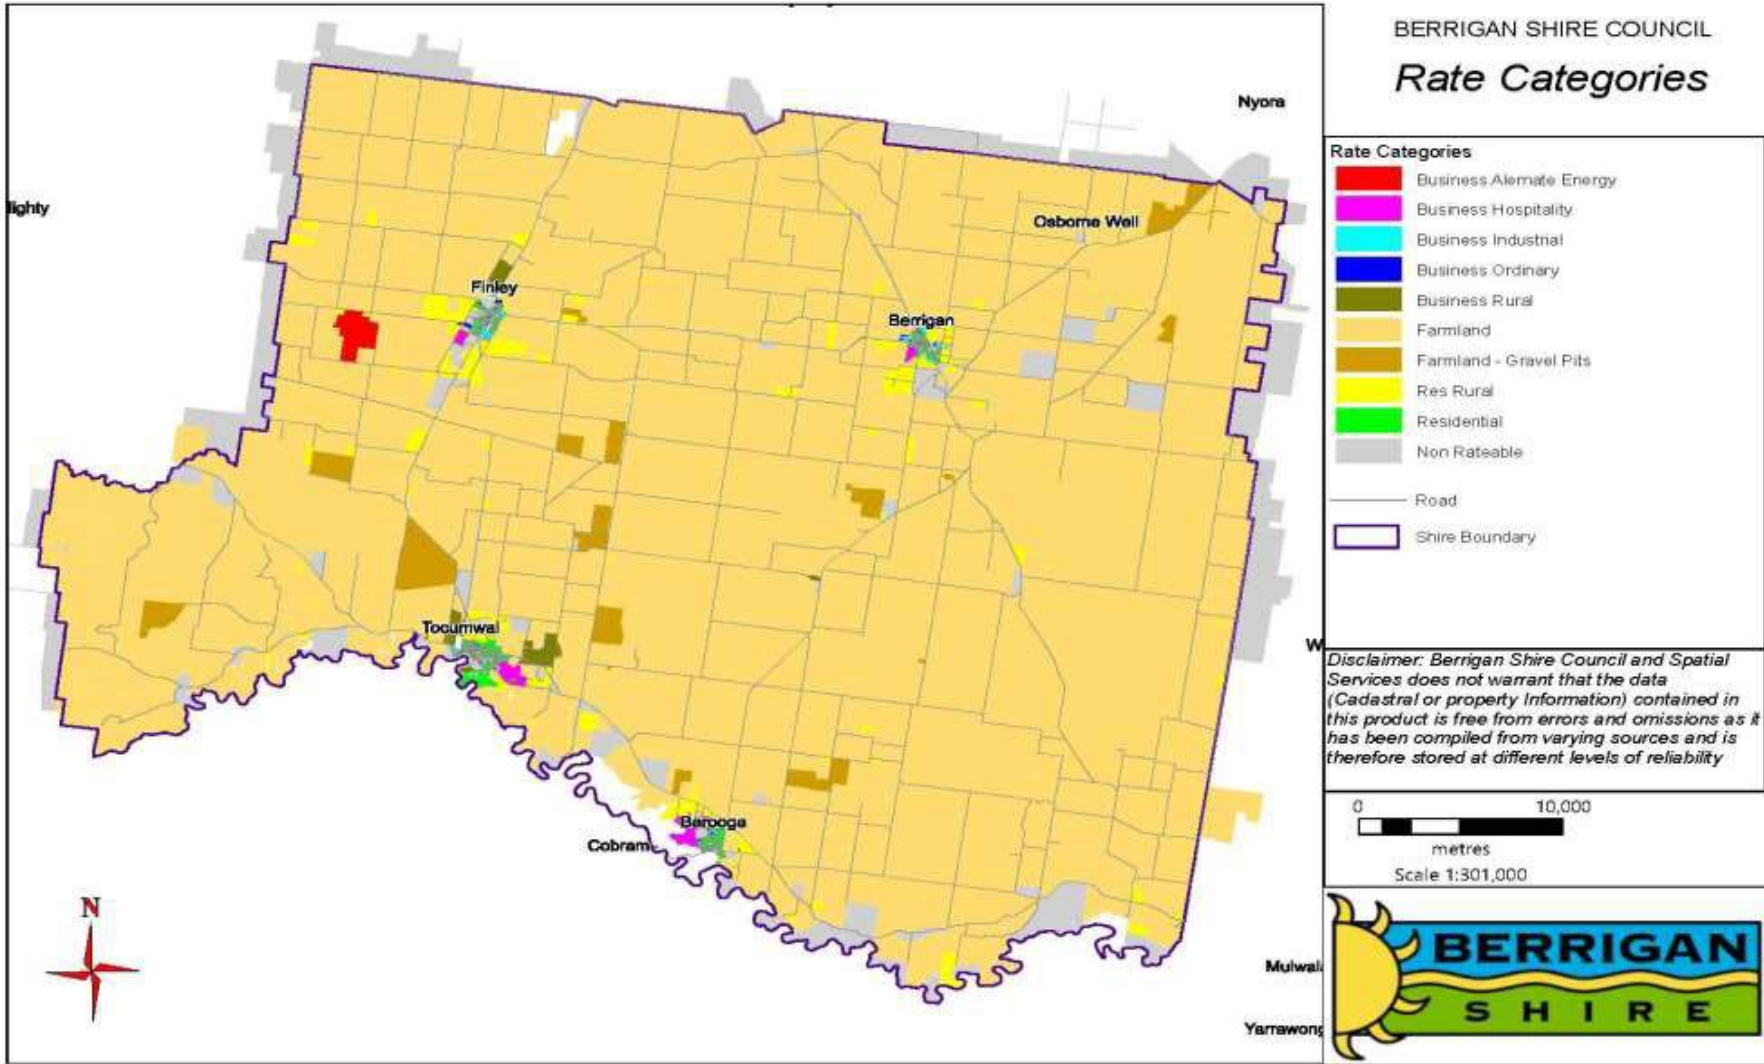 BERRIGAN SHIRE COUNCIL
Rate Categories
Nyora
Rate Categories
Business Alernate Energy
Business Hospitality
Business Industrial
Business Ordinary
Business Rural
Farmland
Farmland - Gravel Pits
Res Rural
Residential
Non Rateable
Road
Shire Boundary
lighty
Osborne Well
Finley
Berrigan
Tocumwal
Barooga
Cobram
W
Mulwal
Yarrawong
N
Disclaimer: Berrigan Shire Council and Spatial
Services does not warrant that the data
(Cadastral or property Information) contained in
this product is free from errors and omissions as it
has been compiled from varying sources and is
therefore stored at different levels of reliability
0 10,000
metres
Scale 1:301,000
BERRIGAN
SHIRE